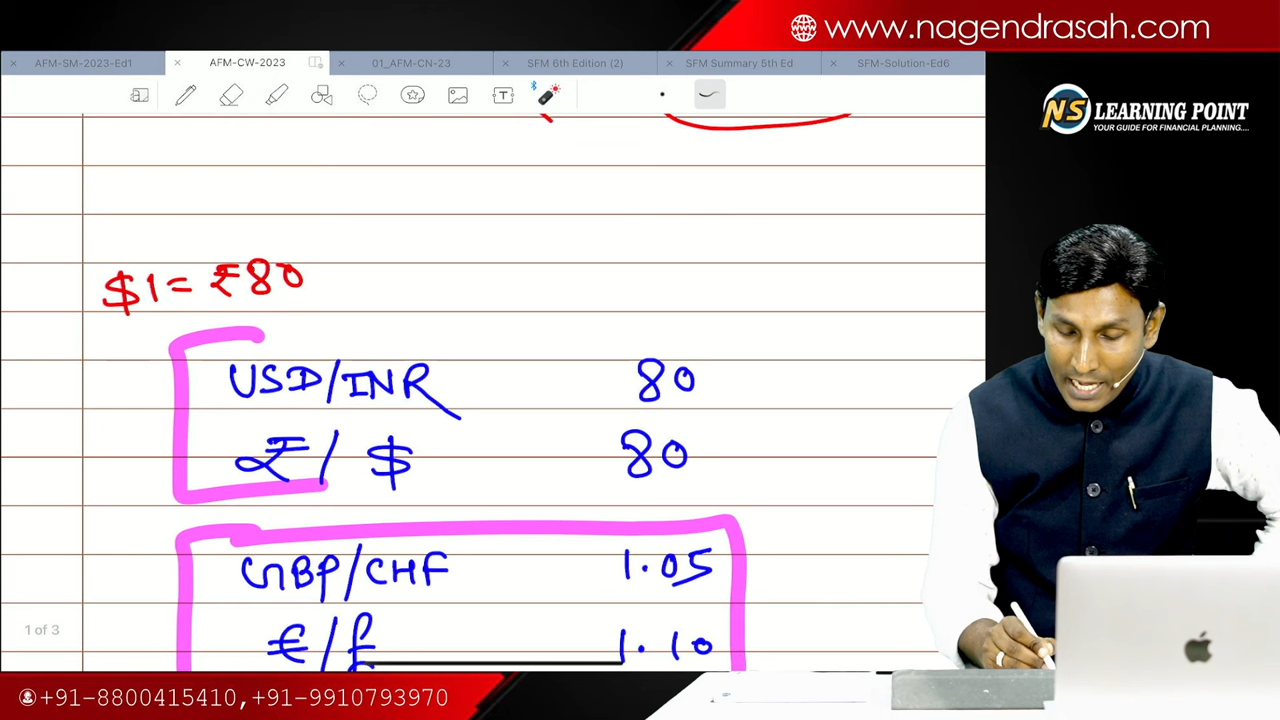 www.nagendrasah.com
AFM-SM-2023-Ed1
AFM-CW-2023
01_AFM-CN-23
SFM 6th Edition (2)
SFM Summary 5th Ed
SFM-Solution-Ed6
NS LEARNING POINT
YOUR GUIDE FOR FINANCIAL PLANNING....
$1 = ₹80
USD/INR 80
₹/$ 80
GBP/CHF 1.05
€/£ 1.10
1 of 3
+91-8800415410,+91-9910793970